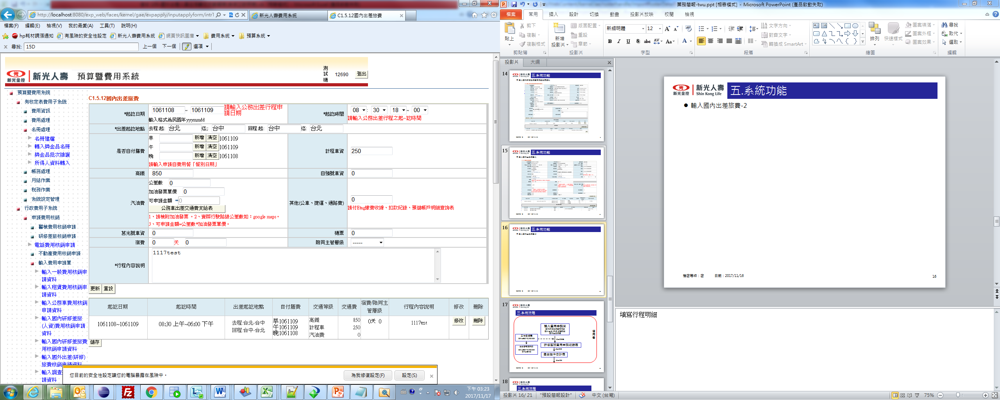 http://localhost:8080/exp_web/faces/kernel/gae/expapply/inputapplyform/intr1
新光人壽費用系統
C1.5.12國內出差旅費
檔案(F) 編輯(E) 檢視(V) 我的最愛(A) 工具(T) 說明(H)
hp耗材調漲通知 有風險的安全性設定 新光人壽費用系統 網頁快訊圖庫 費用系統 預算系統
尋找: 15D 上一個 下一個 選項
新光金控 新光人壽 預算暨費用系統
測試機 12690 登出
預算暨費用系統
有核定表費用子系統
費用資訊
費用處理
名冊處理
名冊建檔
轉入獎金品名冊
獎金品批次維護
所得人資料轉入
帳務處理
月結作業
稅務作業
系統設定管理
行政費用子系統
申請費用核銷
醫檢費用核銷申請
研修差旅核銷申請
電話費用核銷申請
不動產費用核銷申請
輸入費用申請單
輸入一般費用核銷申請資料
輸入租賃費用核銷申請資料
輸入公務車費用核銷申請資料
輸入國內研修差旅(人資)費用核銷申請資料
輸入國內研修差旅費用核銷申請資料
輸入國外出差(研修)旅費核銷申請資料
輸入調查
請資料
C1.5.12國內出差旅費
*起訖日期 1061108 ~ 1061109 請輸入公務出差行程申請日期
輸入格式為民國年yyymmdd
*起訖時間 08 : 30 18 ~ 00
請輸入公務出差行程之起~訖時間
*出差起訖地點 去程:起: 台北 迄: 台中 回程:起: 台中 迄: 台北
是否自付膳費
早 新增 清空 1061109
午 新增 清空 1061109
晚 新增 清空 1061108
請輸入申請自費用餐「餐別日期」
計程車資 250
高鐵 850
自強號車資 0
汽油費
公里數 0
加油發票單價 0
可申請金額 =0
公務車出差交通費支給表
1、請檢附加油發票。2、實際行駛路線公里數如：google maps。
3、可申請金額=公里數*加油發票單價。
其他(公車、捷運、過路費) 0
請付Etag繳費收據、扣款紀錄、預儲帳戶明細查詢表
莒光號車資 0
機票 0
宿費 0 天 0
陪同主管層級 -----
*行程內容說明 1117test
更新 重設
起訖日期 起訖時間 出差起訖地點 自付膳費 交通等級 交通費 宿費/陪同主管層級 行程內容說明 修改 刪除
1061108~1061109 08:30 上午~06:00 下午
去程:台北-台中
回程:台中-台北
早1061109
午1061109
晚1061108
高鐵 850
計程車 250
汽油費 0
0天 0 1117test 修改 刪除
儲存
您目前的安全性設定讓您的電腦暴露在風險中。 為我修復設定(F) 設定(S)
下午 03:23
2017/11/17
業務簡報-twu.ppt [相容模式] - Microsoft PowerPoint (產品啟動失敗)
檔案 常用 插入 設計 切換 動畫 投影片放映 校閱 檢視
貼上 剪下 複製 複製格式 剪貼簿
新增投影片 版面配置 重設 章節 投影片
新細明體 12 字型
文字方向 對齊文字 轉換成 SmartArt 段落
排列 快速樣式 圖案填滿 圖案外框 圖案效果 繪圖
尋找 取代 選取 編輯
投影片 大綱
14 五.系統功能
15 五.系統功能
16 五.系統功能
17 三.系統流程
18 三.系統流程
新光金控 新光人壽 Shin Kong Life
五.系統功能
輸入國內出差旅費-2
機密等級：密 日期：2017/11/16 16
填寫行程明細
投影片 16/ 21 "預設簡報設計" 中文 (台灣) 75%